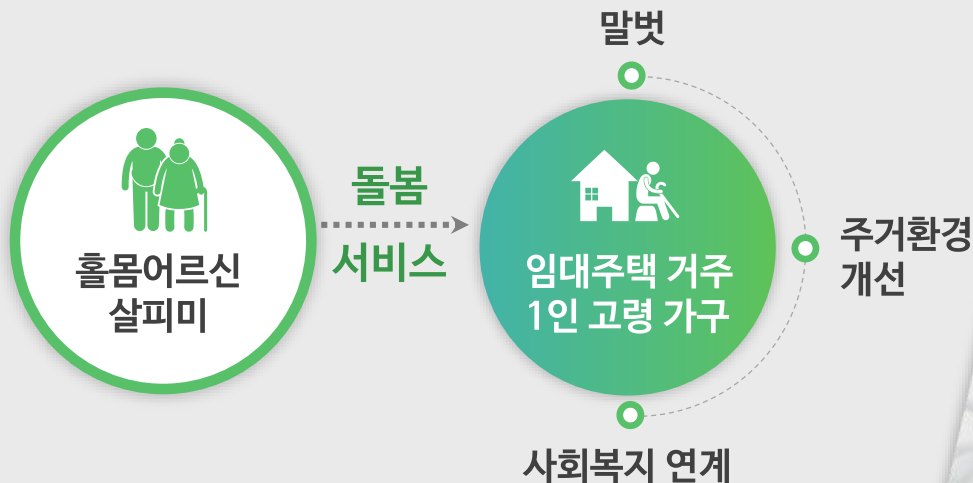 말벗
돌봄
서비스
홀몸어르신
살피미
임대주택 거주
1인 고령 가구
주거환경
개선
사회복지 연계